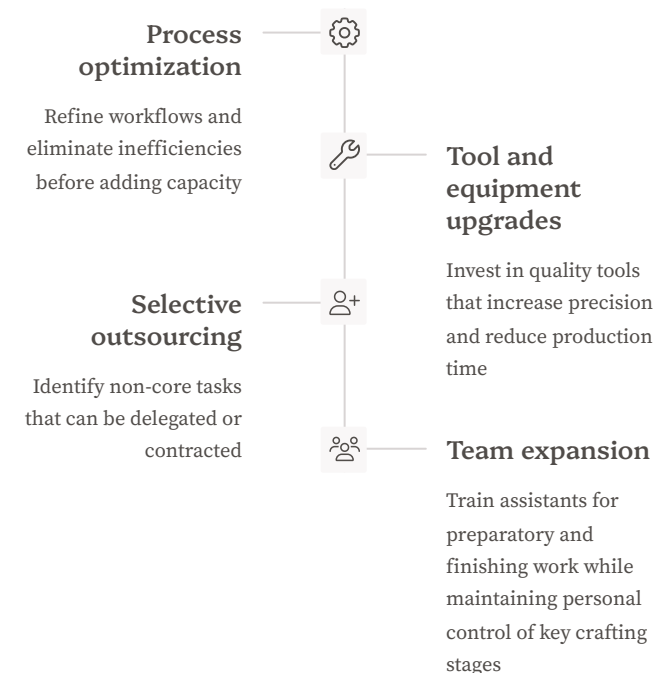 Process
optimization
Refine workflows and
eliminate inefficiencies
before adding capacity
Tool and
equipment
upgrades
Invest in quality tools
that increase precision
and reduce production
time
Selective
outsourcing
Identify non-core tasks
that can be delegated or
contracted
Team expansion
Train assistants for
preparatory and
finishing work while
maintaining personal
control of key crafting
stages